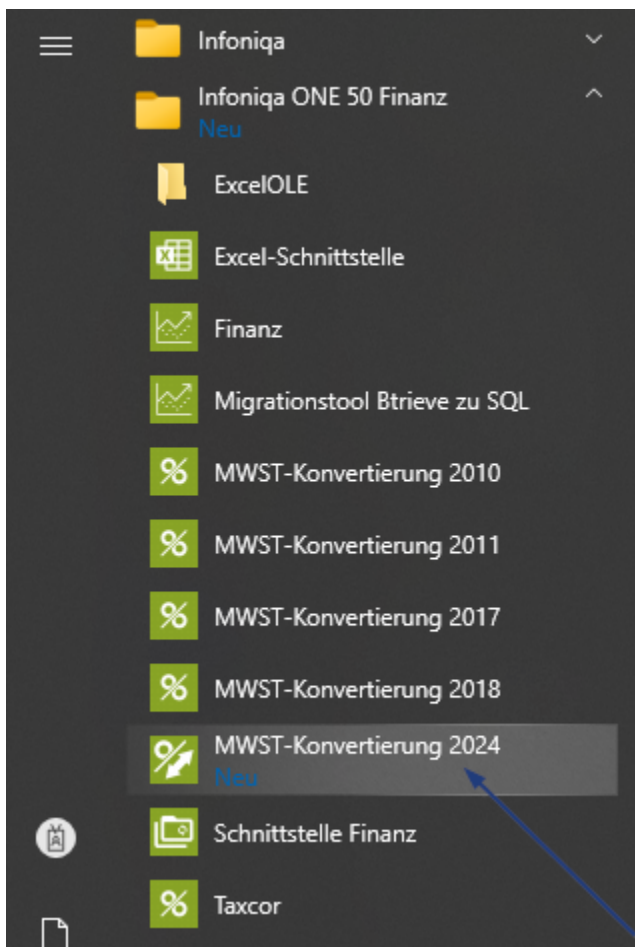 Infoniqa
Infoniqa ONE 50 Finanz
Neu
ExcelOLE
Excel-Schnittstelle
Finanz
Migrationstool Btrieve zu SQL
MWST-Konvertierung 2010
MWST-Konvertierung 2011
MWST-Konvertierung 2017
MWST-Konvertierung 2018
MWST-Konvertierung 2024
Neu
Schnittstelle Finanz
Taxcor